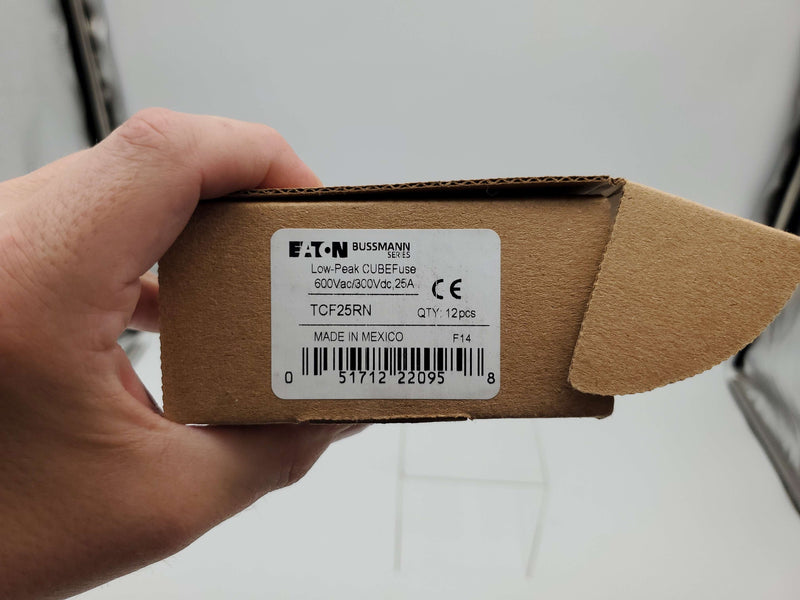 EATON BUSSMANN SERIES
Low-Peak CUBEFuse
600Vac/300Vdc,25A
CE
TCF25RN QTY: 12pcs
MADE IN MEXICO F14
0 51712 22095 8